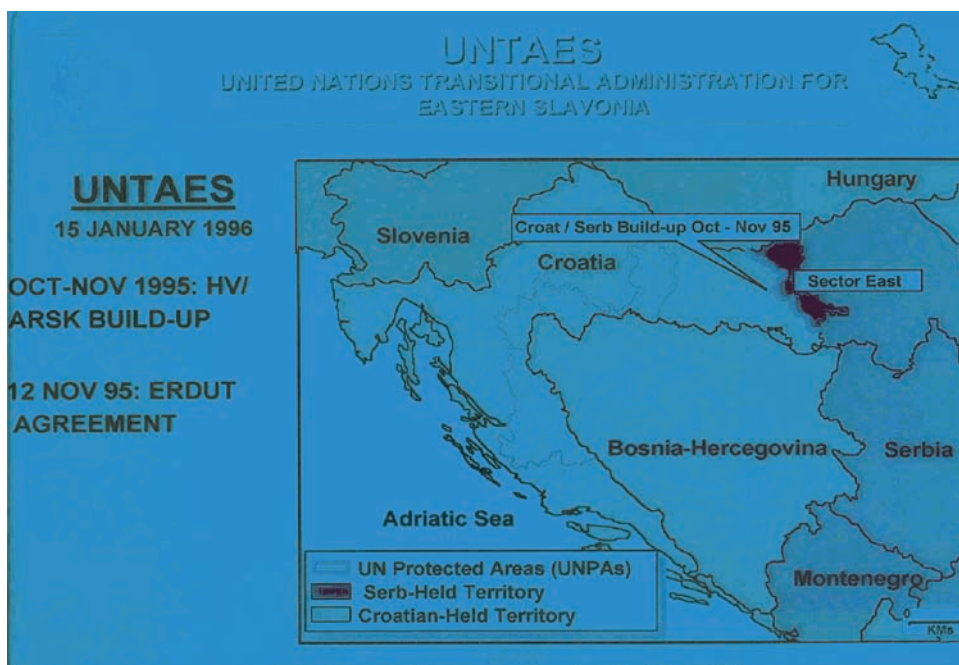 UNTAES
UNITED NATIONS TRANSITIONAL ADMINISTRATION FOR
EASTERN SLAVONIA
UNTAES
15 JANUARY 1996
OCT-NOV 1995: HV/
ARSK BUILD-UP
12 NOV 95: ERDUT
AGREEMENT
Hungary
Croat / Serb Build-up Oct - Nov 95
Slovenia
Croatia
Sector East
Bosnia-Hercegovina
Serbia
Adriatic Sea
Montenegro
UN Protected Areas (UNPAs)
Serb-Held Territory
Croatian-Held Territory
0
KMs